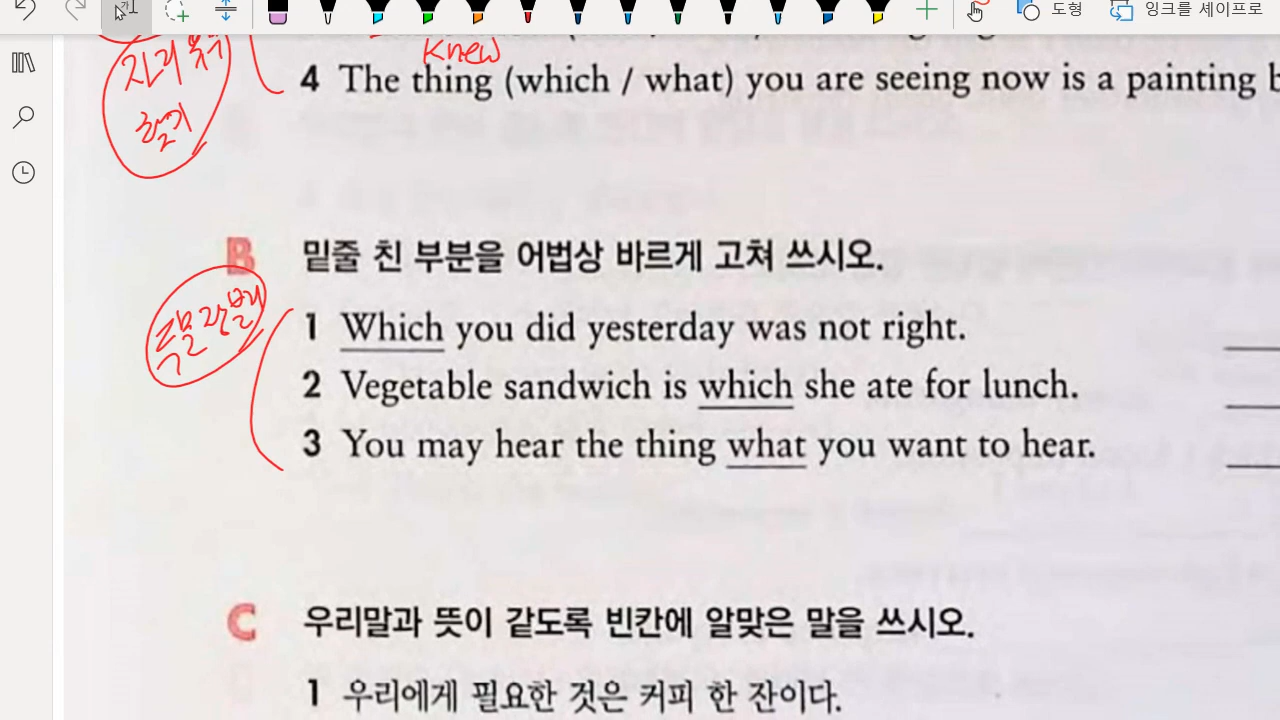 가 도형 잉크를 셰이프로
Knew
4 The thing (which / what) you are seeing now is a painting b
B 밑줄 친 부분을 어법상 바르게 고쳐 쓰시오.
1 Which you did yesterday was not right.
2 Vegetable sandwich is which she ate for lunch.
3 You may hear the thing what you want to hear.
C 우리말과 뜻이 같도록 빈칸에 알맞은 말을 쓰시오.
1 우리에게 필요한 것은 커피 한 잔이다.